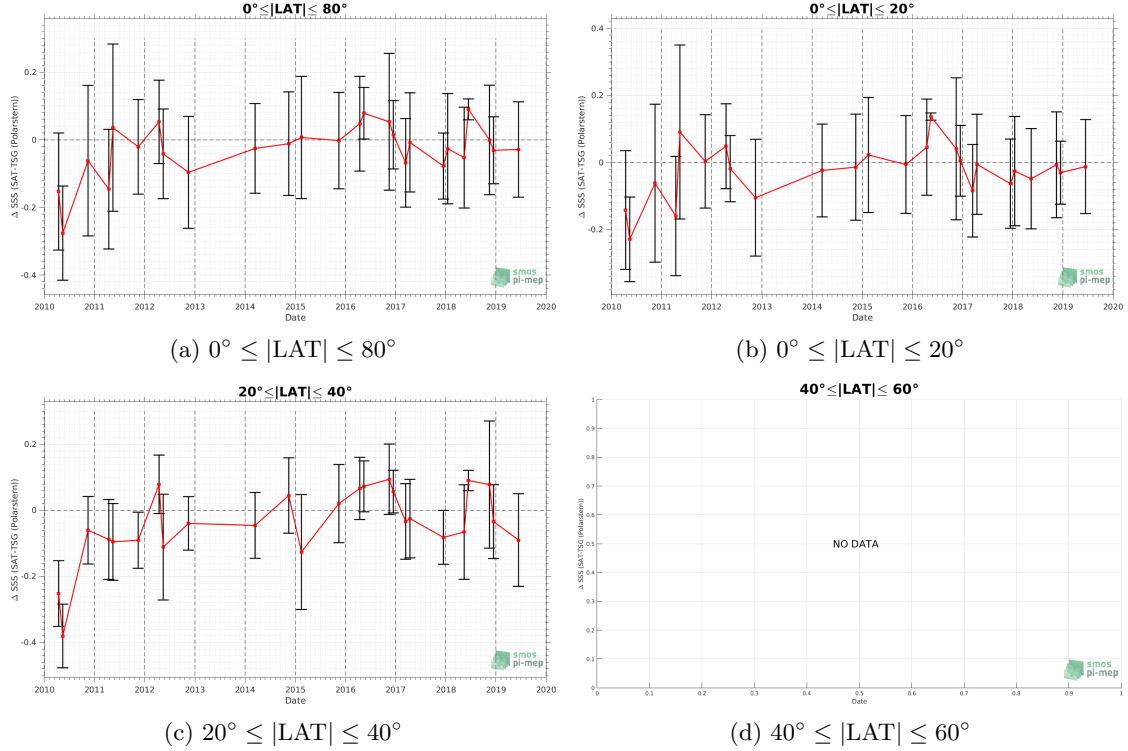 0°≤|LAT|≤ 80°
Δ SSS (SAT-TSG (Polarstern))
0.2
0
-0.2
-0.4
2010 2011 2012 2013 2014 2015 2016 2017 2018 2019 2020
Date
smos
pi-mep
(a) 0° ≤ |LAT| ≤ 80°
0°≤|LAT|≤ 20°
Δ SSS (SAT-TSG (Polarstern))
0.4
0.2
0
-0.2
2010 2011 2012 2013 2014 2015 2016 2017 2018 2019 2020
Date
smos
pi-mep
(b) 0° ≤ |LAT| ≤ 20°
20°≤|LAT|≤ 40°
Δ SSS (SAT-TSG (Polarstern))
0.2
0
-0.2
-0.4
2010 2011 2012 2013 2014 2015 2016 2017 2018 2019 2020
Date
smos
pi-mep
(c) 20° ≤ |LAT| ≤ 40°
40°≤|LAT|≤ 60°
Δ SSS (SAT-TSG (Polarstern))
1
0.9
0.8
0.7
0.6
0.5
0.4
0.3
0.2
0.1
0
NO DATA
0 0.1 0.2 0.3 0.4 0.5 0.6 0.7 0.8 0.9 1
Date
smos
pi-mep
(d) 40° ≤ |LAT| ≤ 60°